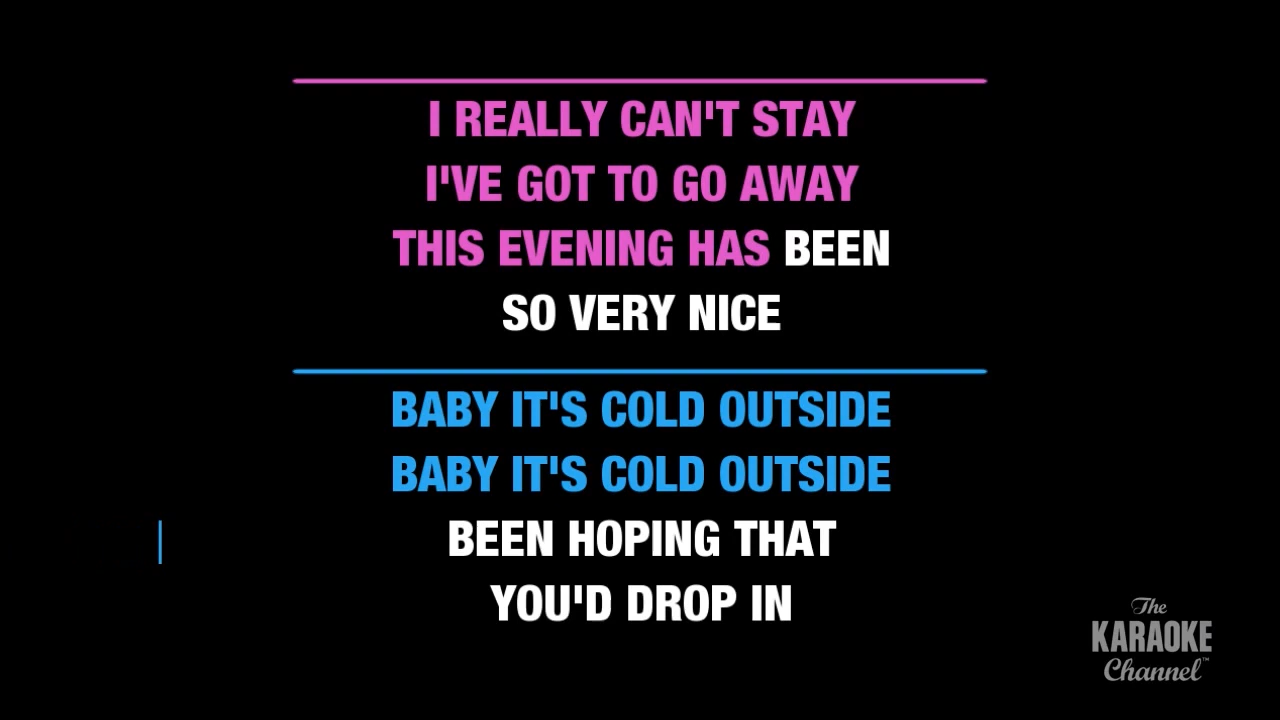 I REALLY CAN'T STAY
I'VE GOT TO GO AWAY
THIS EVENING HAS BEEN
SO VERY NICE
BABY IT'S COLD OUTSIDE
BABY IT'S COLD OUTSIDE
BEEN HOPING THAT
YOU'D DROP IN
The
KARAOKE
Channel™